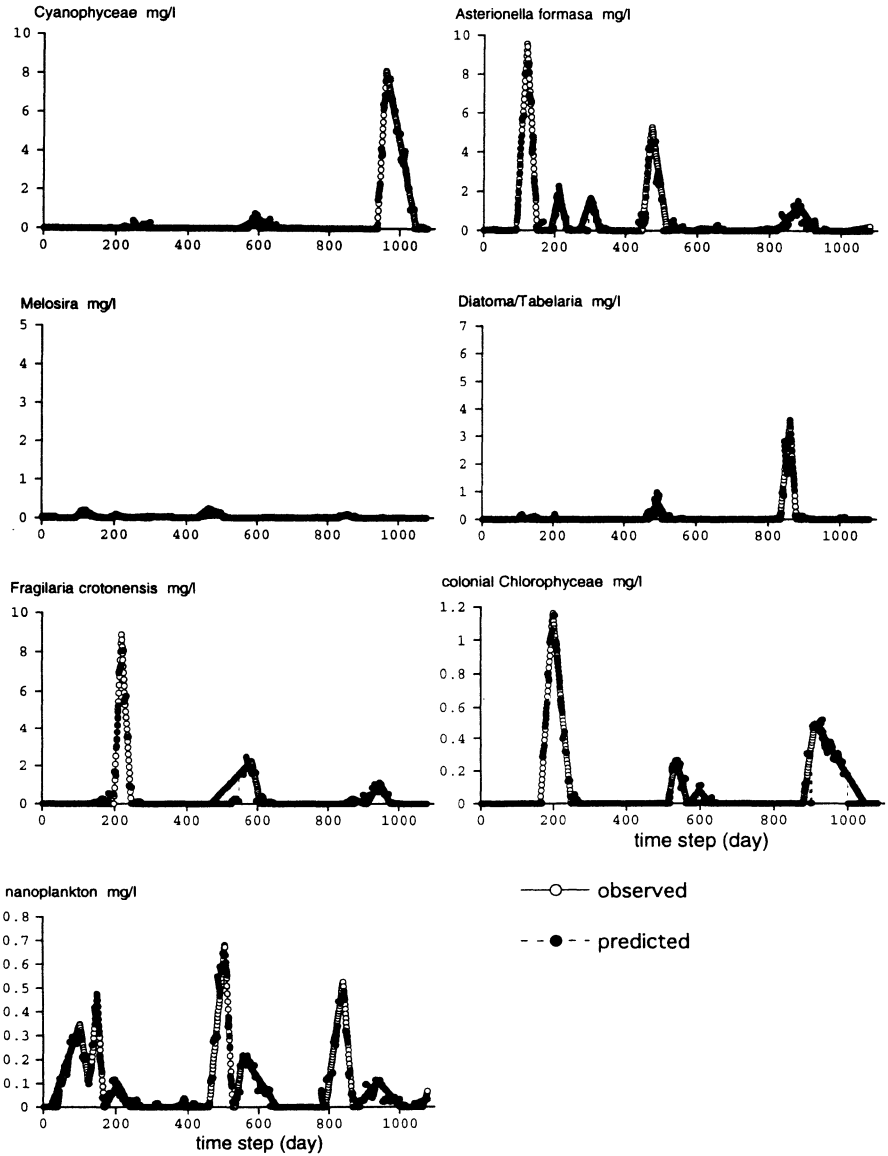 Cyanophyceae mg/l
10
8
6
4
2
0
0 200 400 600 800 1000
Asterionella formasa mg/l
10
8
6
4
2
0
0 200 400 600 800 1000
Melosira mg/l
5
4
3
2
1
0
0 200 400 600 800 1000
Diatoma/Tabelaria mg/l
7
6
5
4
3
2
1
0
0 200 400 600 800 1000
Fragilaria crotonensis mg/l
10
8
6
4
2
0
0 200 400 600 800 1000
colonial Chlorophyceae mg/l
1.2
1
0.8
0.6
0.4
0.2
0
0 200 400 600 800 1000
time step (day)
nanoplankton mg/l
0.8
0.7
0.6
0.5
0.4
0.3
0.2
0.1
0
0 200 400 600 800 1000
time step (day)
observed
predicted